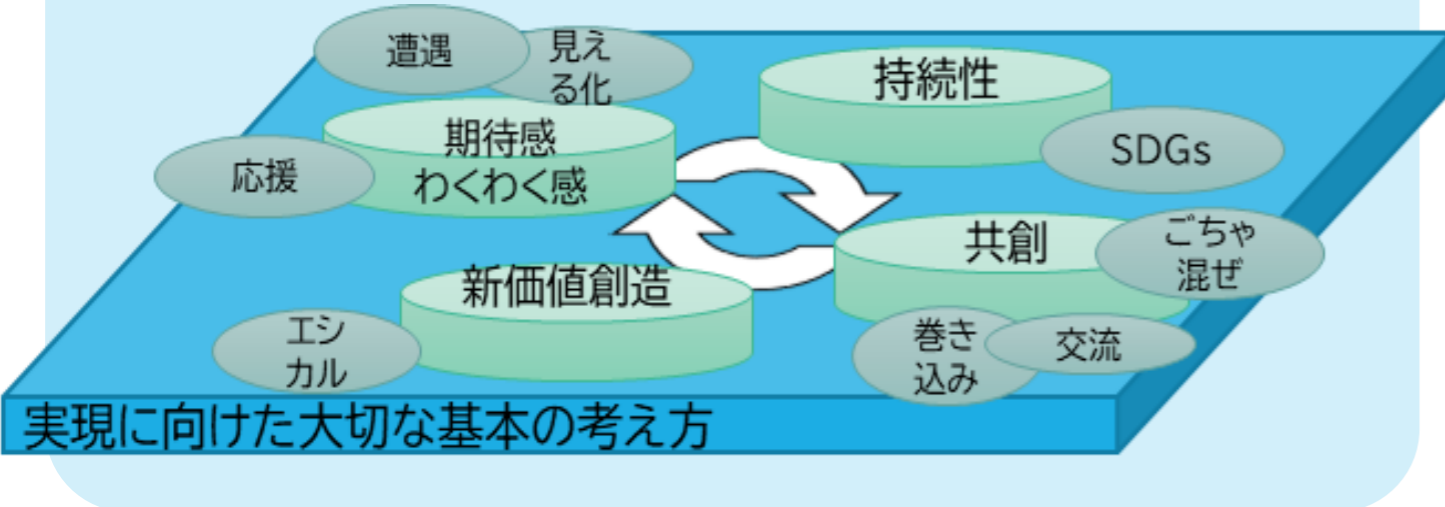 遭遇
見え
る化
持続性
期待感
わくわく感
応援
SDGs
共創
ごちゃ
混ぜ
新価値創造
エシ
カル
巻き
込み
交流
実現に向けた大切な基本の考え方